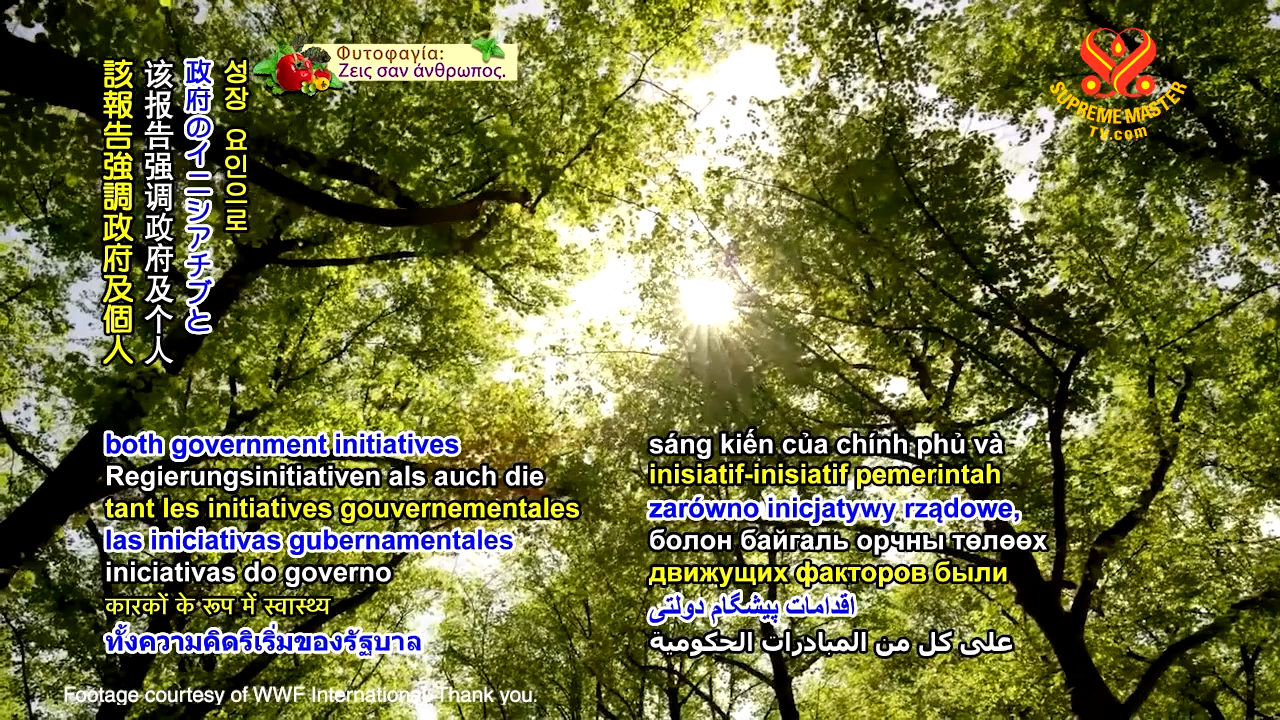 Φυτοφαγία:
Ζεις σαν άνθρωπος.
SUPREME MASTER
TV.com
성장 요인으로
政府のイニシアチブと
该报告强调政府及个人
該報告強調政府及個人
both government initiatives
Regierungsinitiativen als auch die
tant les initiatives gouvernementales
las iniciativas gubernamentales
iniciativas do governo
कारकों के रूप में स्वास्थ्य
ทั้งความคิดริเริ่มของรัฐบาล
sáng kiến của chính phủ và
inisiatif-inisiatif pemerintah
zarówno inicjatywy rządowe,
болон байгаль орчны төлөөх
движущих факторов были
اقدامات پیشگام دولتی
على كل من المبادرات الحكومية
Footage courtesy of WWF International. Thank you.